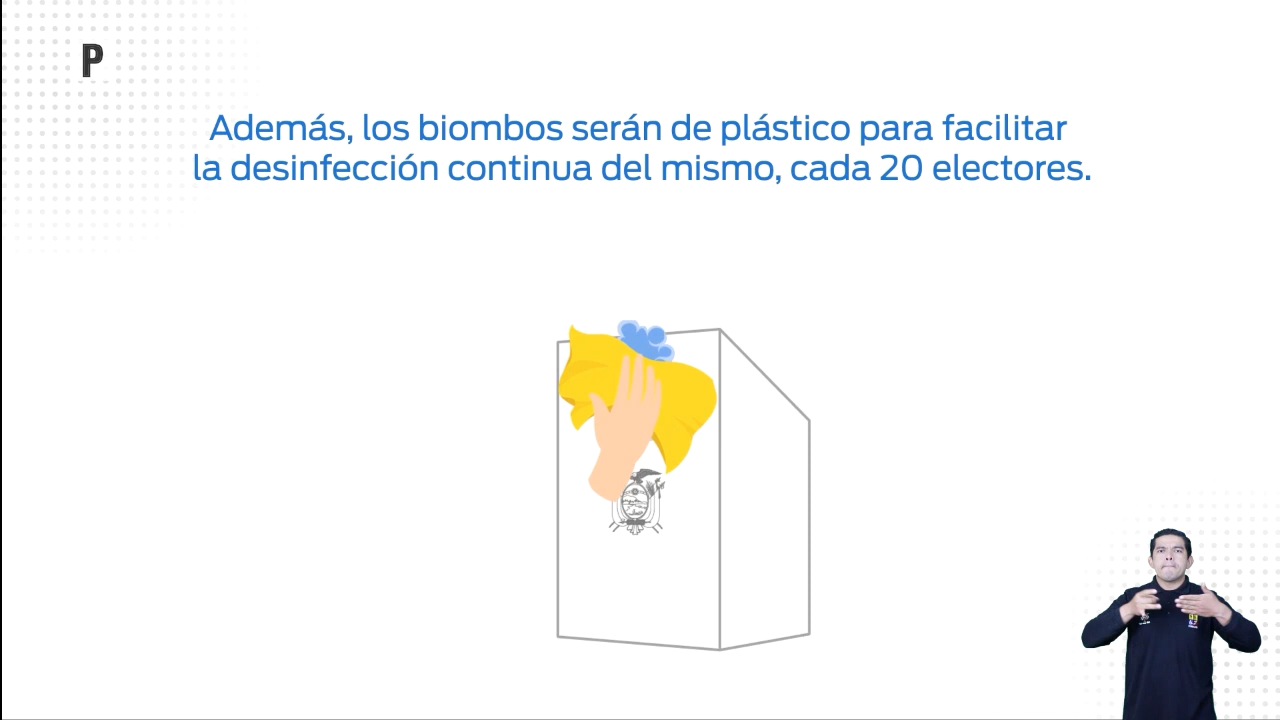 P
Además, los biombos serán de plástico para facilitar
la desinfección continua del mismo, cada 20 electores.